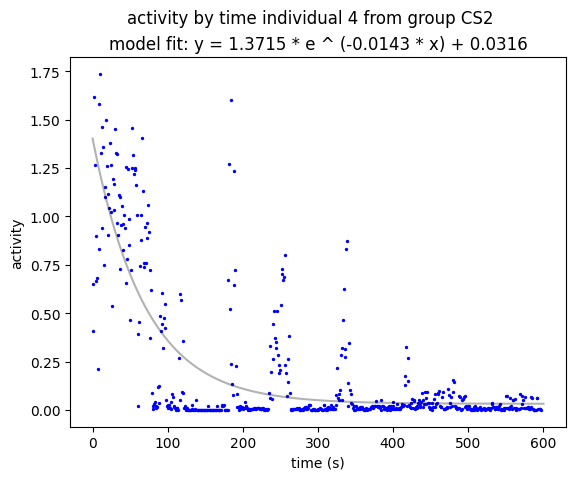 activity by time individual 4 from group CS2
model fit: y = 1.3715 * e ^ (-0.0143 * x) + 0.0316
1.75
1.50
1.25
1.00
0.75
0.50
0.25
0.00
activity
0 100 200 300 400 500 600
time (s)